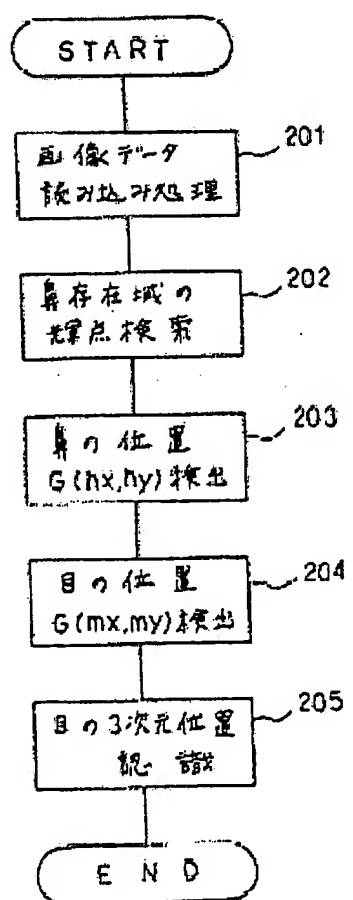 START
画像データ
読み込み処理
201
鼻存在域の
輝点検索
202
鼻の位置
G(nx,ny)検出
203
目の位置
G(mx,my)検出
204
目の3次元位置
認識
205
END